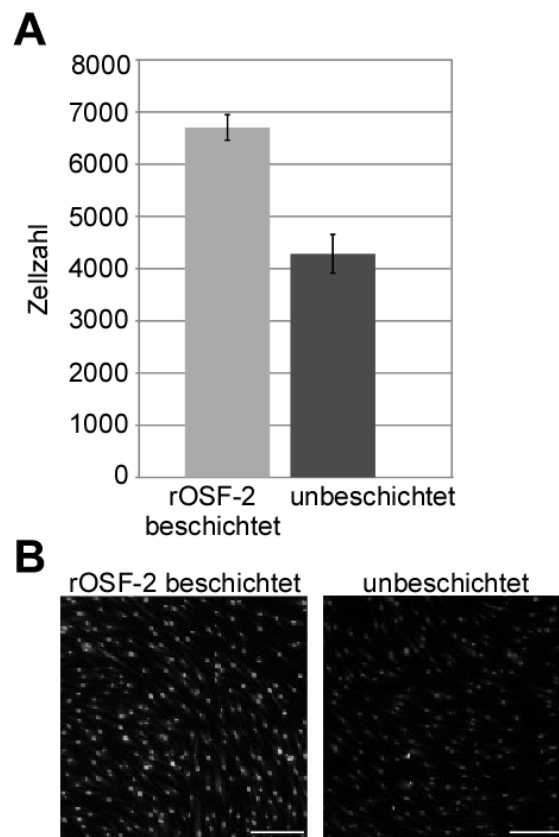 A
8000
7000
6000
5000
4000
3000
2000
1000
0
Zellzahl
rOSF-2 unbeschichtet
beschichtet
B
rOSF-2 beschichtet unbeschichtet